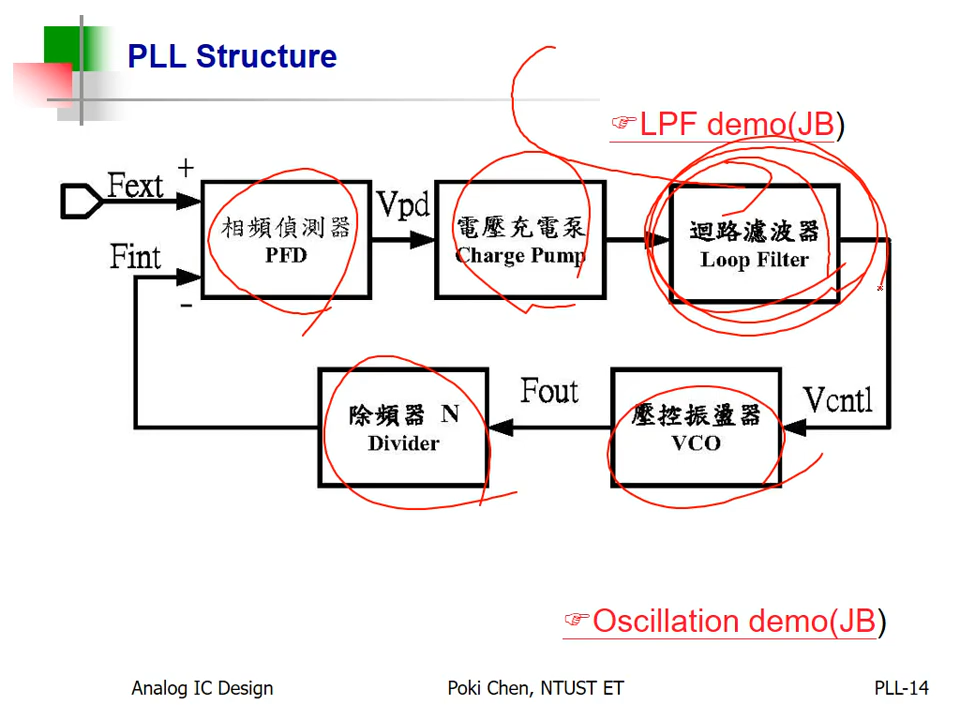 PLL Structure
☞LPF demo(JB)
Fext
+
相頻偵測器
PFD
Vpd
電壓充電泵
Charge Pump
迴路濾波器
Loop Filter
Fint
-
除頻器 N
Divider
Fout
壓控振盪器
VCO
Vcntl
☞Oscillation demo(JB)
Analog IC Design
Poki Chen, NTUST ET
PLL-14